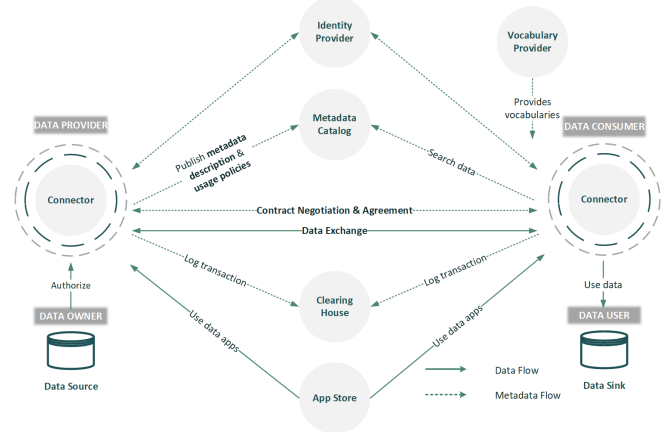 Identity
Provider
Vocabulary
Provider
DATA PROVIDER
Metadata
Catalog
Provides
vocabularies
DATA CONSUMER
Publish metadata
description &
usage policies
Search data
Connector
Contract Negotiation & Agreement
Connector
Data Exchange
Log transaction
Log transaction
Authorize
Clearing
House
Use data
DATA OWNER
Use data apps
Use data apps
DATA USER
Data Source
App Store
Data Flow
Data Sink
Metadata Flow